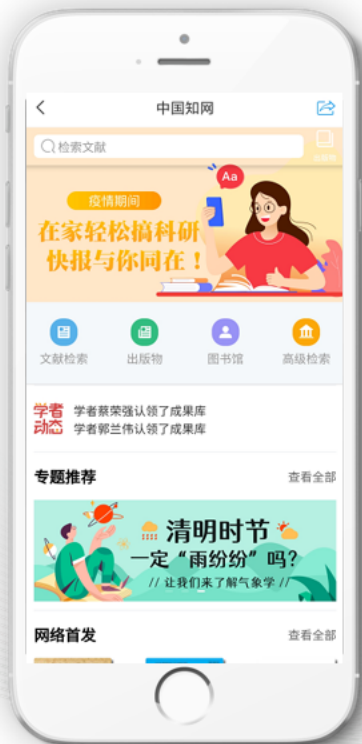 中国知网
检索文献
Aa
疫情期间
在家轻松搞科研
快报与你同在！
文献检索
出版物
图书馆
高级检索
学者
动态
学者蔡荣强认领了成果库
学者郭兰伟认领了成果库
专题推荐
查看全部
清明时节
一定“雨纷纷”吗?
// 让我们来了解气象学 //
网络首发
查看全部